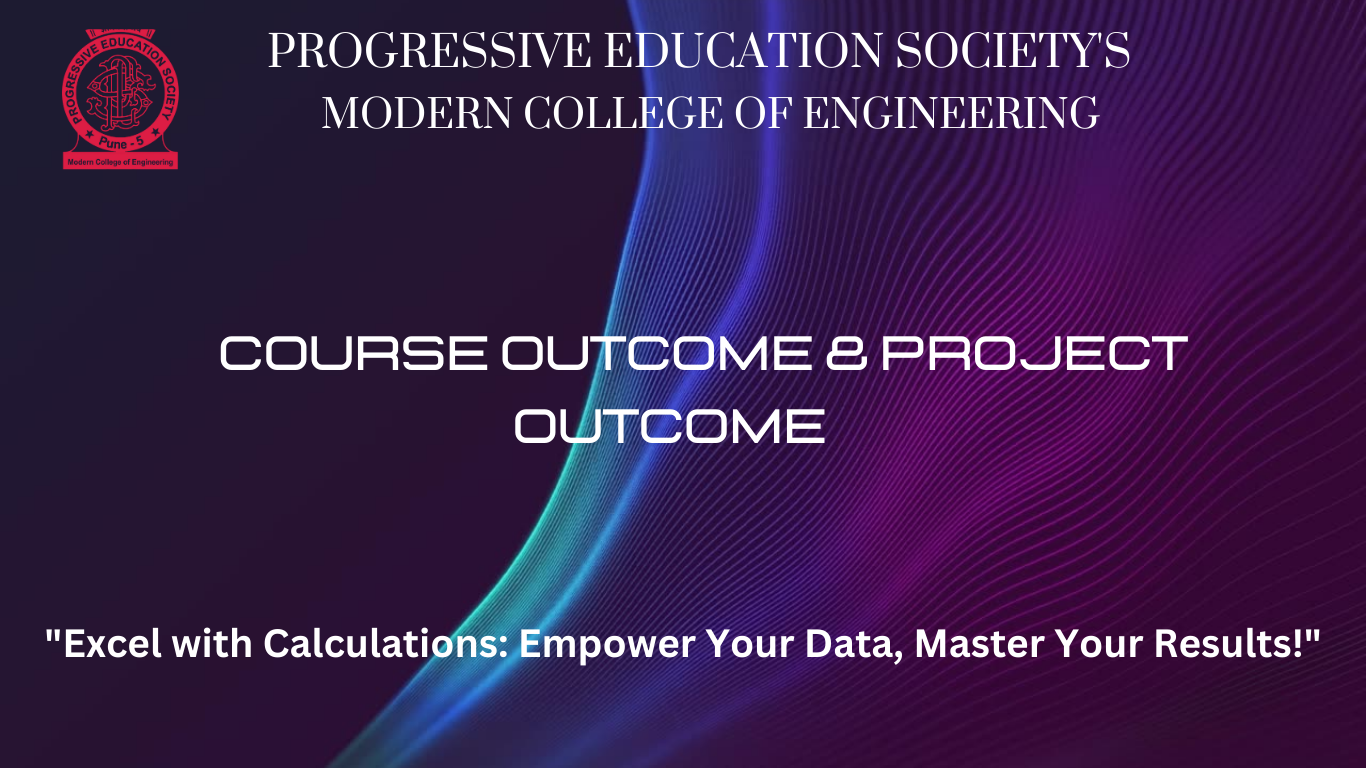 PROGRESSIVE EDUCATION SOCIETY'S
MODERN COLLEGE OF ENGINEERING
PROGRESSIVE EDUCATION SOCIETY
Pune - 5
Modern College of Engineering
COURSE OUTCOME & PROJECT
OUTCOME
"Excel with Calculations: Empower Your Data, Master Your Results!"